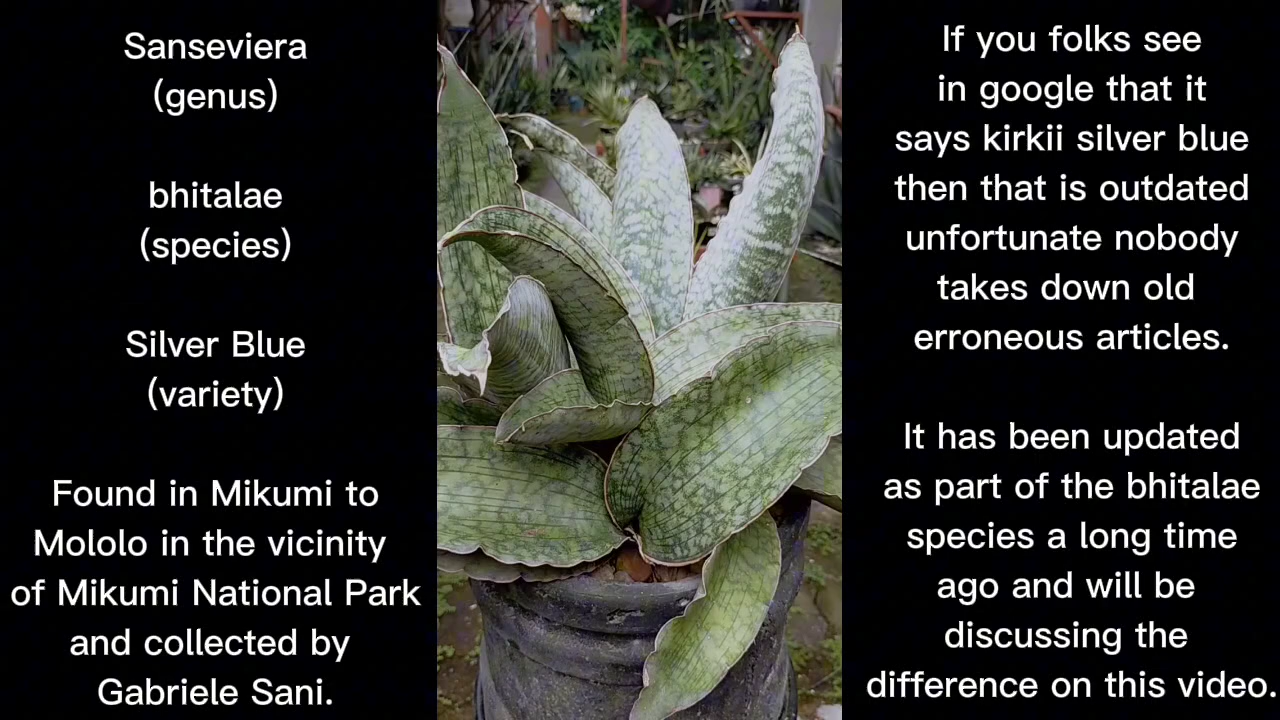 Sanseviera
(genus)
bhitalae
(species)
Silver Blue
(variety)
Found in Mikumi to
Mololo in the vicinity
of Mikumi National Park
and collected by
Gabriele Sani.
If you folks see
in google that it
says kirkii silver blue
then that is outdated
unfortunate nobody
takes down old
erroneous articles.
It has been updated
as part of the bhitalae
species a long time
ago and will be
discussing the
difference on this video.